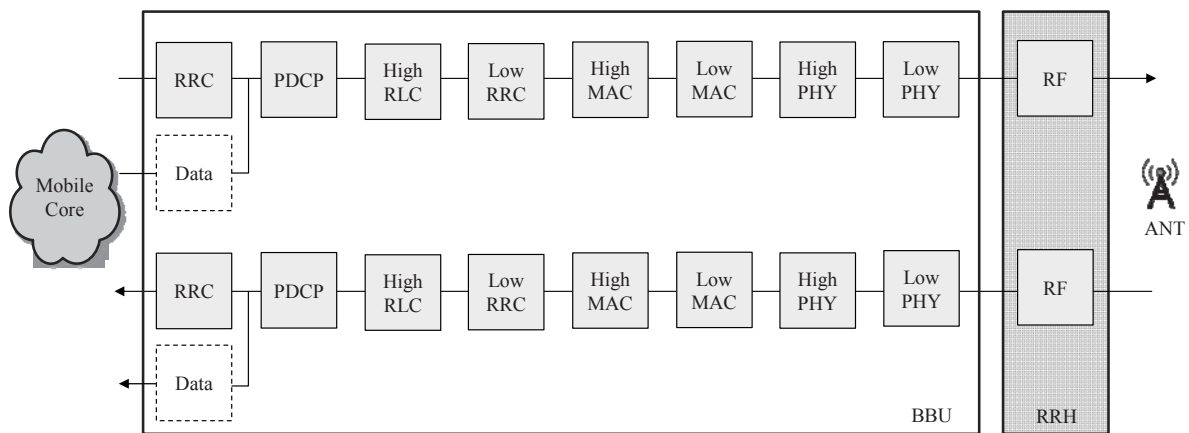 RRC
PDCP
High
RLC
Low
RRC
High
MAC
Low
MAC
High
PHY
Low
PHY
RF
Data
Mobile
Core
ANT
RRC
PDCP
High
RLC
Low
RRC
High
MAC
Low
MAC
High
PHY
Low
PHY
RF
Data
BBU
RRH